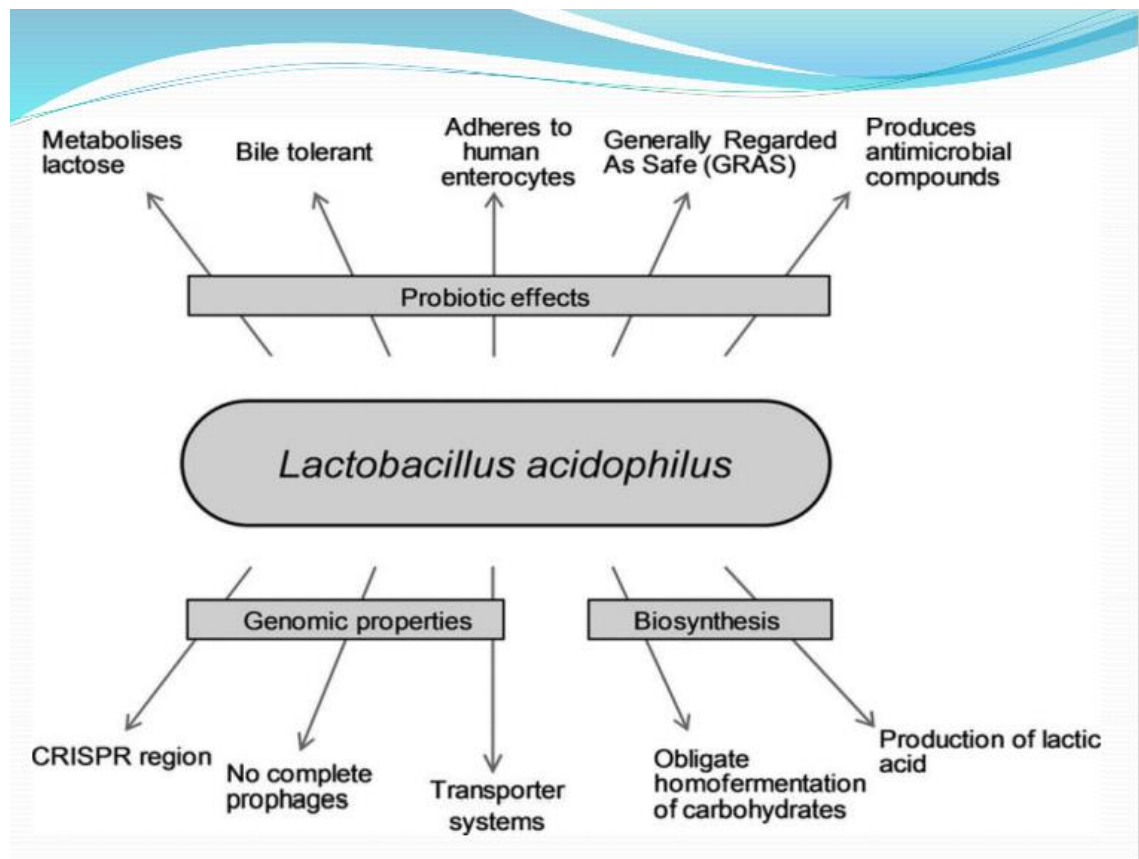 Metabolises
lactose
Bile tolerant
Adheres to
human
enterocytes
Generally Regarded
As Safe (GRAS)
Produces
antimicrobial
compounds
Probiotic effects
Lactobacillus acidophilus
Genomic properties
Biosynthesis
CRISPR region
No complete
prophages
Transporter
systems
Obligate
homofermentation
of carbohydrates
Production of lactic
acid